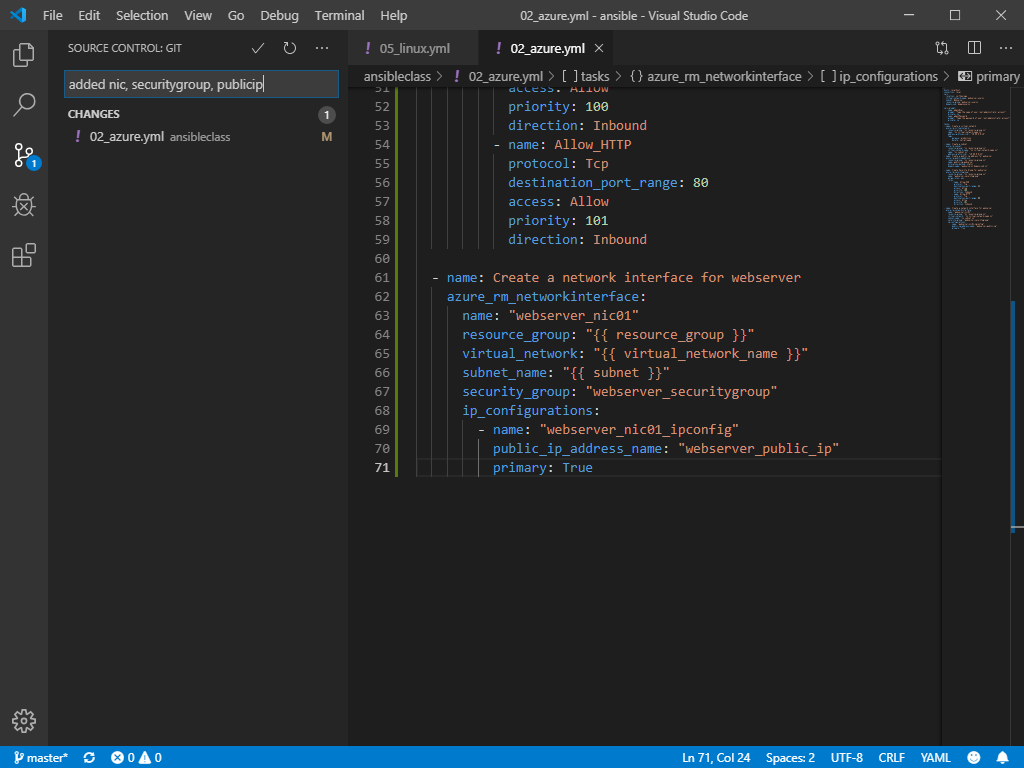 File Edit Selection View Go Debug Terminal Help 02_azure.yml - ansible - Visual Studio Code
SOURCE CONTROL: GIT
added nic, securitygroup, publicip
CHANGES 1
! 02_azure.yml ansibleclass M
1
! 05_linux.yml ! 02_azure.yml
ansibleclass > ! 02_azure.yml > [ ] tasks > { } azure_rm_networkinterface > [ ] ip_configurations > primary
51 access: Allow
52 priority: 100
53 direction: Inbound
54 - name: Allow_HTTP
55 protocol: Tcp
56 destination_port_range: 80
57 access: Allow
58 priority: 101
59 direction: Inbound
60
61 - name: Create a network interface for webserver
62 azure_rm_networkinterface:
63 name: "webserver_nic01"
64 resource_group: "{{ resource_group }}"
65 virtual_network: "{{ virtual_network_name }}"
66 subnet_name: "{{ subnet }}"
67 security_group: "webserver_securitygroup"
68 ip_configurations:
69 - name: "webserver_nic01_ipconfig"
70 public_ip_address_name: "webserver_public_ip"
71 primary: True
master* 0 0 Ln 71, Col 24 Spaces: 2 UTF-8 CRLF YAML